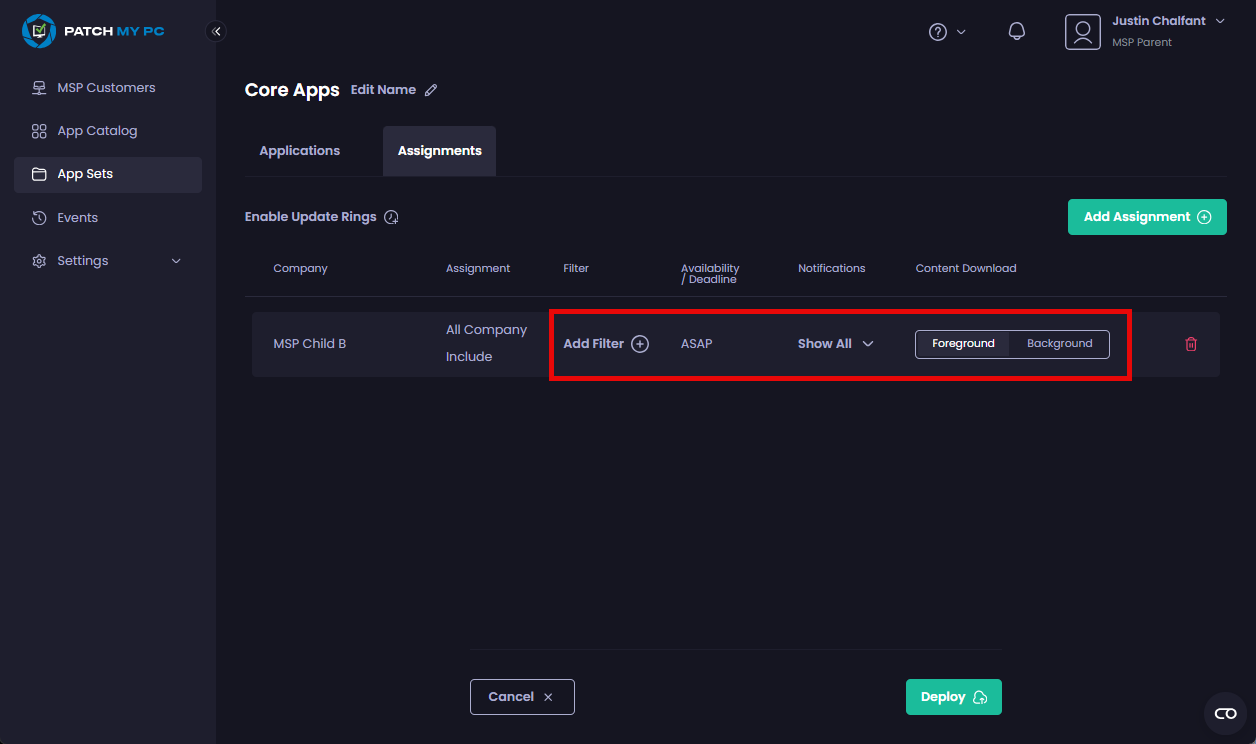 PATCH MY PC
Justin Chalfant
MSP Parent
MSP Customers
App Catalog
App Sets
Events
Settings
Core Apps Edit Name
Applications Assignments
Enable Update Rings
Add Assignment
Company Assignment Filter Availability / Deadline Notifications Content Download
MSP Child B
All Company
Include
Add Filter ASAP Show All Foreground Background
Cancel
Deploy